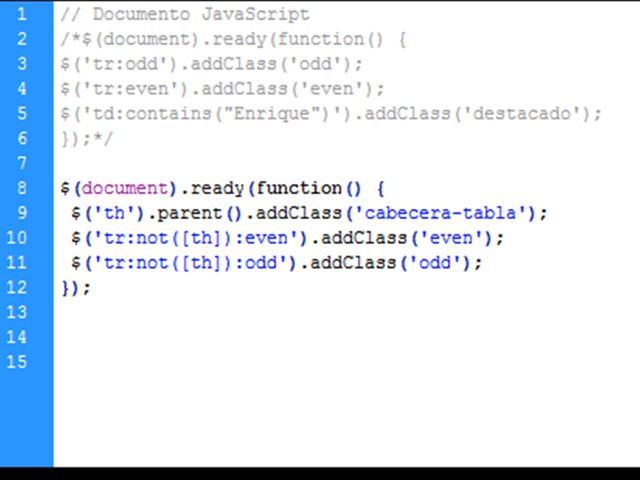 1 // Documento JavaScript
2 /*$(document).ready(function() {
3 $('tr:odd').addClass('odd');
4 $('tr:even').addClass('even');
5 $('td:contains("Enrique")').addClass('destacado');
6 });*/
7
8 $(document).ready(function() {
9 $('th').parent().addClass('cabecera-tabla');
10 $('tr:not([th]):even').addClass('even');
11 $('tr:not([th]):odd').addClass('odd');
12 });
13
14
15